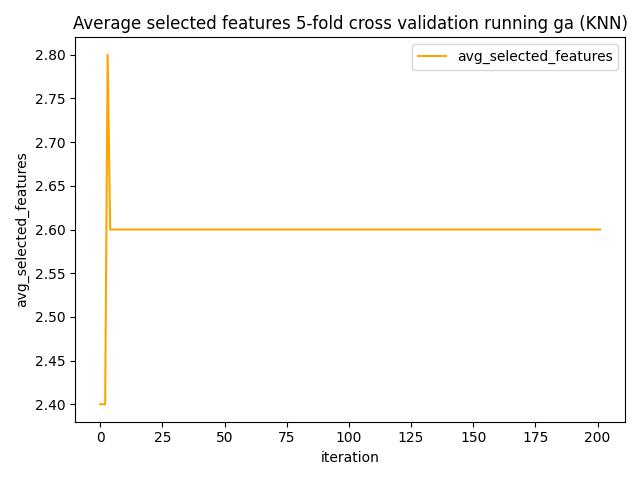 Average selected features 5-fold cross validation running ga (KNN)
avg_selected_features
2.80
2.75
2.70
2.65
2.60
2.55
2.50
2.45
2.40
avg_selected_features
0 25 50 75 100 125 150 175 200
iteration